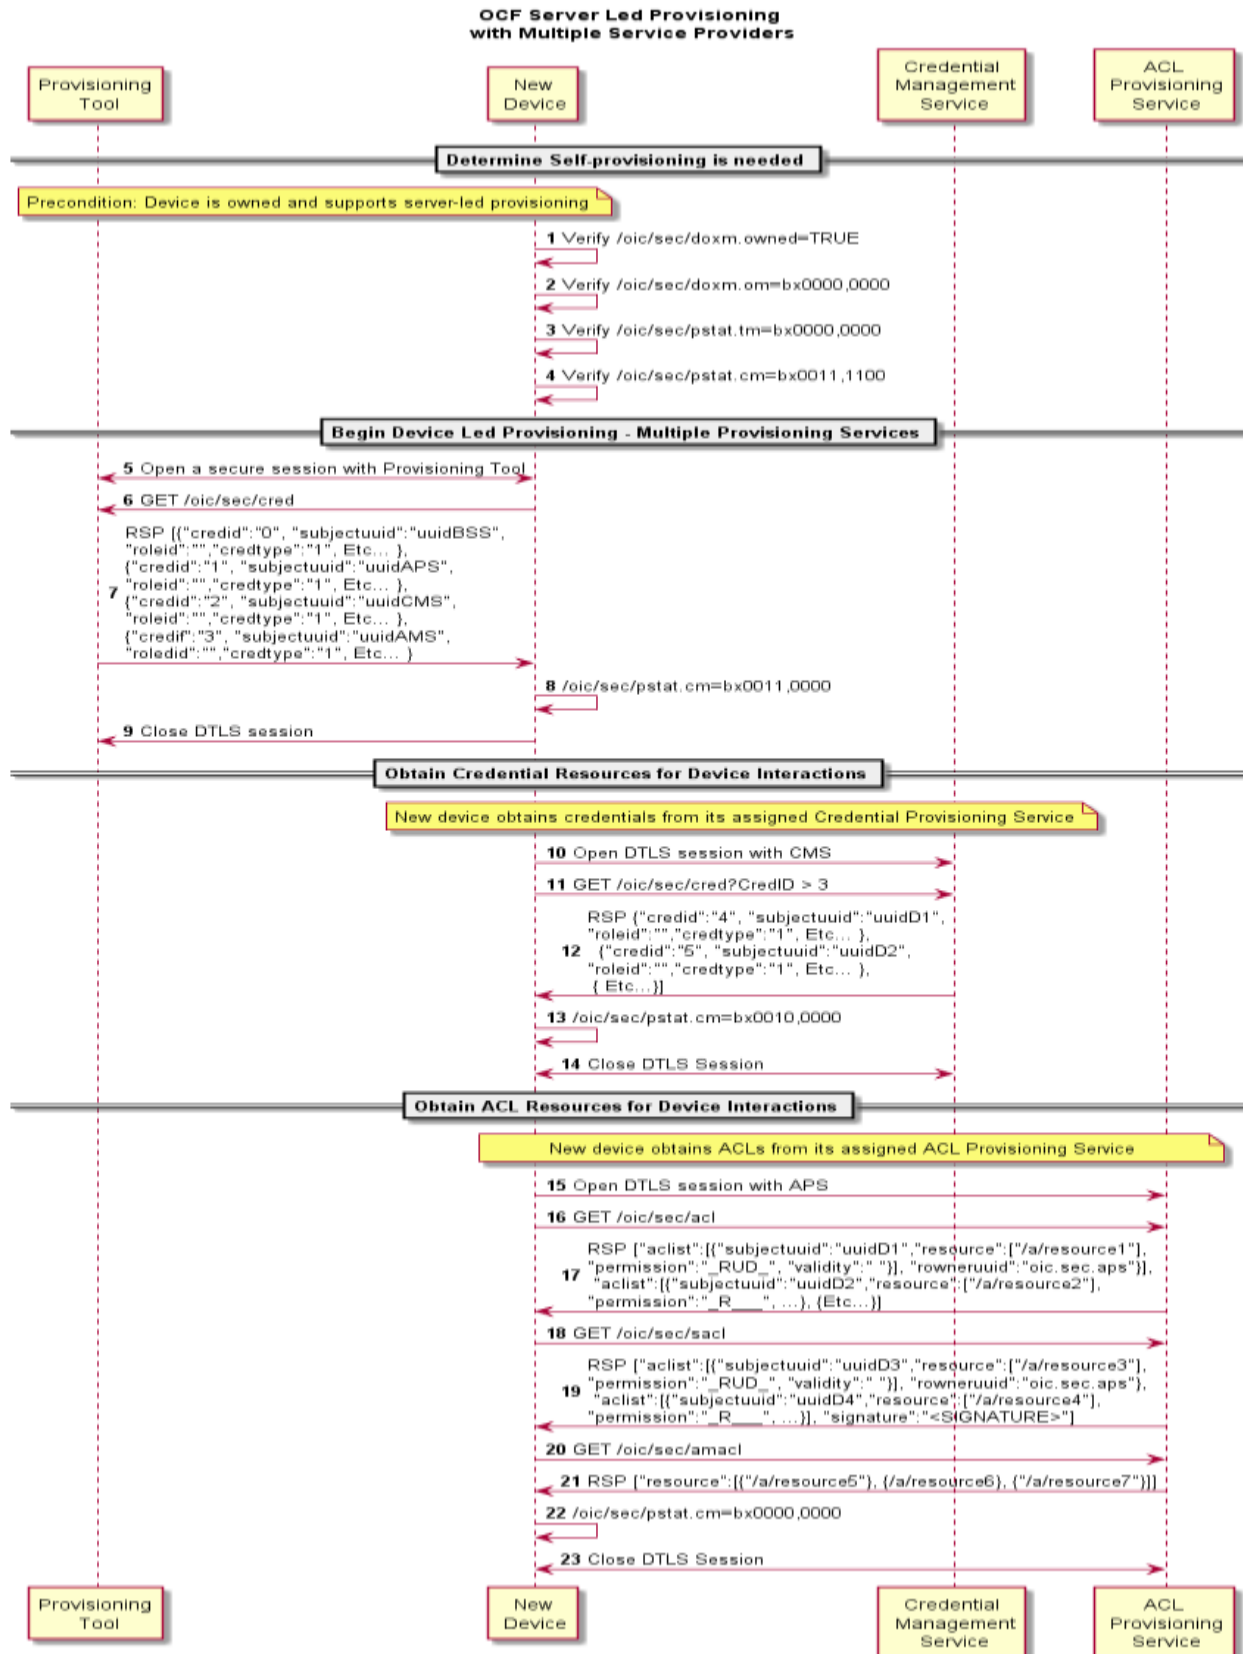 OCF Server Led Provisioning
with Multiple Service Providers
Provisioning
Tool
New
Device
Credential
Management
Service
ACL
Provisioning
Service
Determine Self-provisioning is needed
Precondition: Device is owned and supports server-led provisioning
1 Verify /oic/sec/doxm.owned=TRUE
2 Verify /oic/sec/doxm.om=bx0000,0000
3 Verify /oic/sec/pstat.tm=bx0000,0000
4 Verify /oic/sec/pstat.cm=bx0011,1100
Begin Device Led Provisioning - Multiple Provisioning Services
5 Open a secure session with Provisioning Tool
6 GET /oic/sec/cred
RSP [{"credid":"0", "subjectuuid":"uuidBSS",
"roleid":"","credtype":"1", Etc... },
{"credid":"1", "subjectuuid":"uuidAPS",
"roleid":"","credtype":"1", Etc... },
7
{"credid":"2", "subjectuuid":"uuidCMS",
"roleid":"","credtype":"1", Etc... },
{"credif":"3", "subjectuuid":"uuidAMS",
"roledid":"","credtype":"1", Etc... }
8 /oic/sec/pstat.cm=bx0011,0000
9 Close DTLS session
Obtain Credential Resources for Device Interactions
New device obtains credentials from its assigned Credential Provisioning Service
10 Open DTLS session with CMS
11 GET /oic/sec/cred?CredID > 3
RSP {"credid":"4", "subjectuuid":"uuidD1",
"roleid":"","credtype":"1", Etc... },
12 {"credid":"5", "subjectuuid":"uuidD2",
"roleid":"","credtype":"1", Etc... },
{ Etc...}]
13 /oic/sec/pstat.cm=bx0010,0000
14 Close DTLS Session
Obtain ACL Resources for Device Interactions
New device obtains ACLs from its assigned ACL Provisioning Service
15 Open DTLS session with APS
16 GET /oic/sec/acl
RSP ["aclist":[{"subjectuuid":"uuidD1","resource":["/a/resource1"],
"permission":"_RUD_", "validity":" "}], "rowneruuid":"oic.sec.aps"}],
17
"aclist":[{"subjectuuid":"uuidD2","resource":["/a/resource2"],
"permission":"_R___", ...}, {Etc...}]
18 GET /oic/sec/sacl
RSP ["aclist":[{"subjectuuid":"uuidD3","resource":["/a/resource3"],
"permission":"_RUD_", "validity":" "}], "rowneruuid":"oic.sec.aps"},
19
"aclist":[{"subjectuuid":"uuidD4","resource":["/a/resource4"],
"permission":"_R___", ...}], "signature":"<SIGNATURE>"]
20 GET /oic/sec/amacl
21 RSP ["resource":[{"/a/resource5"}, {/a/resource6}, {"/a/resource7"}]]
22 /oic/sec/pstat.cm=bx0000,0000
23 Close DTLS Session
Provisioning
Tool
New
Device
Credential
Management
Service
ACL
Provisioning
Service